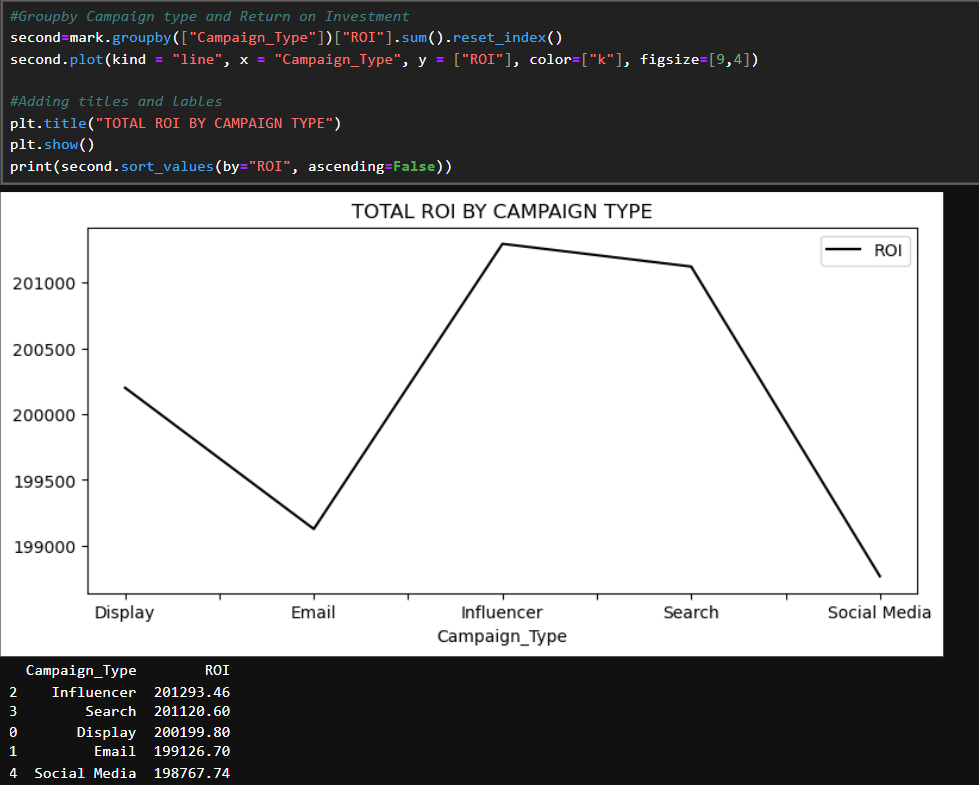 #Groupby Campaign type and Return on Investment
second=mark.groupby(["Campaign_Type"])["ROI"].sum().reset_index()
second.plot(kind = "line", x = "Campaign_Type", y = ["ROI"], color=["k"], figsize=[9,4])
#Adding titles and lables
plt.title("TOTAL ROI BY CAMPAIGN TYPE")
plt.show()
print(second.sort_values(by="ROI", ascending=False))
TOTAL ROI BY CAMPAIGN TYPE
ROI
201000
200500
200000
199500
199000
Display Email Influencer Search Social Media
Campaign_Type
Campaign_Type ROI
2 Influencer 201293.46
3 Search 201120.60
0 Display 200199.80
1 Email 199126.70
4 Social Media 198767.74